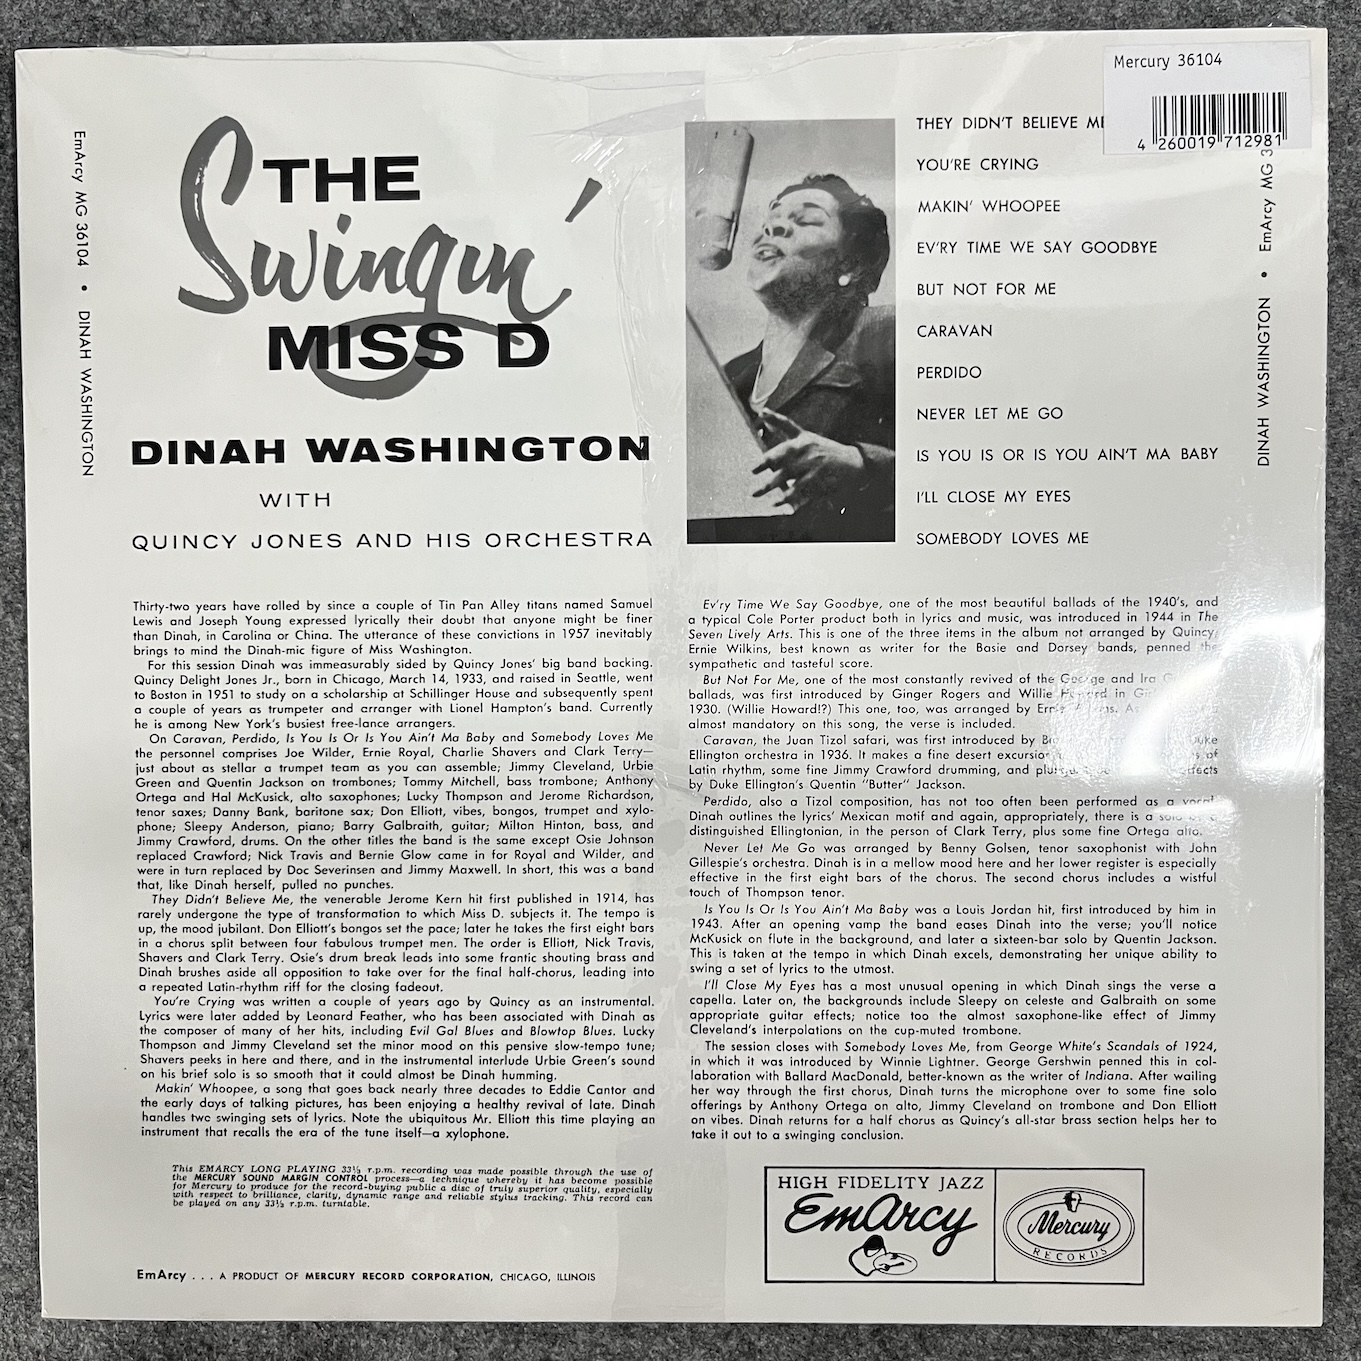 Mercury 36104
4 260019 712981
EmArcy MG 36104 • DINAH WASHINGTON
THE
Swingin'
MISS D
DINAH WASHINGTON
WITH
QUINCY JONES AND HIS ORCHESTRA
THEY DIDN'T BELIEVE ME
YOU'RE CRYING
MAKIN' WHOOPEE
EV'RY TIME WE SAY GOODBYE
BUT NOT FOR ME
CARAVAN
PERDIDO
NEVER LET ME GO
IS YOU IS OR IS YOU AIN'T MA BABY
I'LL CLOSE MY EYES
SOMEBODY LOVES ME
DINAH WASHINGTON • EmArcy MG 3
Thirty-two years have rolled by since a couple of Tin Pan Alley titans named Samuel
Lewis and Joseph Young expressed lyrically their doubt that anyone might be finer
than Dinah, in Carolina or China. The utterance of these convictions in 1957 inevitably
brings to mind the Dinah-mic figure of Miss Washington.
For this session Dinah was immeasurably sided by Quincy Jones' big band backing.
Quincy Delight Jones Jr., born in Chicago, March 14, 1933, and raised in Seattle, went
to Boston in 1951 to study on a scholarship at Schillinger House and subsequently spent
a couple of years as trumpeter and arranger with Lionel Hampton's band. Currently
he is among New York's busiest free-lance arrangers.
On Caravan, Perdido, Is You Is Or Is You Ain't Ma Baby and Somebody Loves Me
the personnel comprises Joe Wilder, Ernie Royal, Charlie Shavers and Clark Terry—
just about as stellar a trumpet team as you can assemble; Jimmy Cleveland, Urbie
Green and Quentin Jackson on trombones; Tommy Mitchell, bass trombone; Anthony
Ortega and Hal McKusick, alto saxophones; Lucky Thompson and Jerome Richardson,
tenor saxes; Danny Bank, baritone sax; Don Elliott, vibes, bongos, trumpet and xylo-
phone; Sleepy Anderson, piano; Barry Galbraith, guitar; Milton Hinton, bass, and
Jimmy Crawford, drums. On the other titles the band is the same except Osie Johnson
replaced Crawford; Nick Travis and Bernie Glow came in for Royal and Wilder, and
were in turn replaced by Doc Severinsen and Jimmy Maxwell. In short, this was a band
that, like Dinah herself, pulled no punches.
They Didn't Believe Me, the venerable Jerome Kern hit first published in 1914, has
rarely undergone the type of transformation to which Miss D. subjects it. The tempo is
up, the mood jubilant. Don Elliott's bongos set the pace; later he takes the first eight bars
in a chorus split between four fabulous trumpet men. The order is Elliott, Nick Travis,
Shavers and Clark Terry. Osie's drum break leads into some frantic shouting brass and
Dinah brushes aside all opposition to take over for the final half-chorus, leading into
a repeated Latin-rhythm riff for the closing fadeout.
You're Crying was written a couple of years ago by Quincy as an instrumental.
Lyrics were later added by Leonard Feather, who has been associated with Dinah as
the composer of many of her hits, including Evil Gal Blues and Blowtop Blues. Lucky
Thompson and Jimmy Cleveland set the minor mood on this pensive slow-tempo tune;
Shavers peeks in here and there, and in the instrumental interlude Urbie Green's sound
on his brief solo is so smooth that it could almost be Dinah humming.
Makin' Whoopee, a song that goes back nearly three decades to Eddie Cantor and
the early days of talking pictures, has been enjoying a healthy revival of late. Dinah
handles two swinging sets of lyrics. Note the ubiquitous Mr. Elliott this time playing an
instrument that recalls the era of the tune itself—a xylophone.
Ev'ry Time We Say Goodbye, one of the most beautiful ballads of the 1940's, and
a typical Cole Porter product both in lyrics and music, was introduced in 1944 in The
Seven Lively Arts. This is one of the three items in the album not arranged by Quincy.
Ernie Wilkins, best known as writer for the Basie and Dorsey bands, penned the
sympathetic and tasteful score.
But Not For Me, one of the most constantly revived of the George and Ira
ballads, was first introduced by Ginger Rogers and Willie Howard in
1930. (Willie Howard!?) This one, too, was arranged by As
almost mandatory on this song, the verse is included.
Caravan, the Juan Tizol safari, was first introduced by Duke
Ellington orchestra in 1936. It makes a fine desert excursion of
Latin rhythm, some fine Jimmy Crawford drumming, and effects
by Duke Ellington's Quentin "Butter" Jackson.
Perdido, also a Tizol composition, has not too often been performed as a vocal.
Dinah outlines the lyrics' Mexican motif and again, appropriately, there is a solo by a
distinguished Ellingtonian, in the person of Clark Terry, plus some fine Ortega alto.
Never Let Me Go was arranged by Benny Golsen, tenor saxophonist with John
Gillespie's orchestra. Dinah is in a mellow mood here and her lower register is especially
effective in the first eight bars of the chorus. The second chorus includes a wistful
touch of Thompson tenor.
Is You Is Or Is You Ain't Ma Baby was a Louis Jordan hit, first introduced by him in
1943. After an opening vamp the band eases Dinah into the verse; you'll notice
McKusick on flute in the background, and later a sixteen-bar solo by Quentin Jackson.
This is taken at the tempo in which Dinah excels, demonstrating her unique ability to
swing a set of lyrics to the utmost.
I'll Close My Eyes has a most unusual opening in which Dinah sings the verse a
capella. Later on, the backgrounds include Sleepy on celeste and Galbraith on some
appropriate guitar effects; notice too the almost saxophone-like effect of Jimmy
Cleveland's interpolations on the cup-muted trombone.
The session closes with Somebody Loves Me, from George White's Scandals of 1924,
in which it was introduced by Winnie Lightner. George Gershwin penned this in col-
laboration with Ballard MacDonald, better-known as the writer of Indiana. After wailing
her way through the first chorus, Dinah turns the microphone over to some fine solo
offerings by Anthony Ortega on alto, Jimmy Cleveland on trombone and Don Elliott
on vibes. Dinah returns for a half chorus as Quincy's all-star brass section helps her to
take it out to a swinging conclusion.
This EMARCY LONG PLAYING 33⅓ r.p.m. recording was made possible through the use of
the MERCURY SOUND MARGIN CONTROL process—a technique whereby it has become possible
for Mercury to produce for the record-buying public a disc of truly superior quality, especially
with respect to brilliance, clarity, dynamic range and reliable stylus tracking. This record can
be played on any 33⅓ r.p.m. turntable.
EmArcy . . . A PRODUCT OF MERCURY RECORD CORPORATION, CHICAGO, ILLINOIS
HIGH FIDELITY JAZZ
EmArcy
Mercury
RECORDS